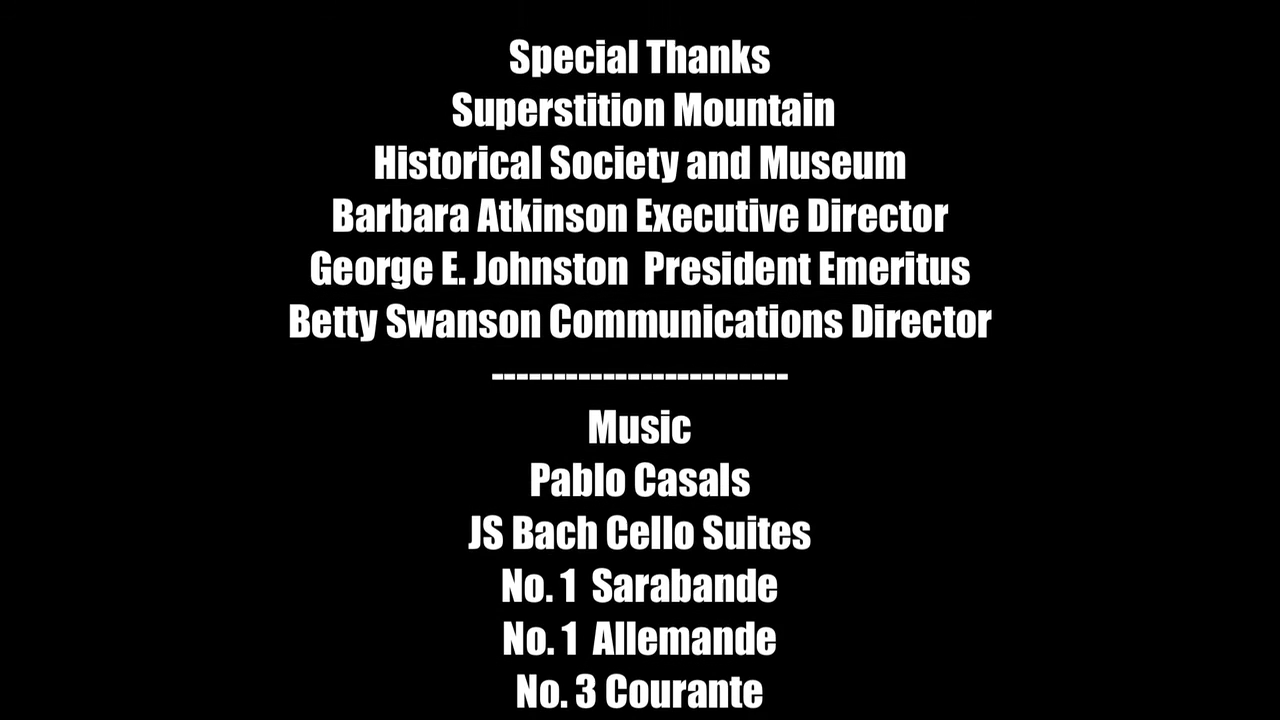 Special Thanks
Superstition Mountain
Historical Society and Museum
Barbara Atkinson Executive Director
George E. Johnston  President Emeritus
Betty Swanson Communications Director
------------------------
Music
Pablo Casals
JS Bach Cello Suites
No. 1  Sarabande
No. 1  Allemande
No. 3 Courante